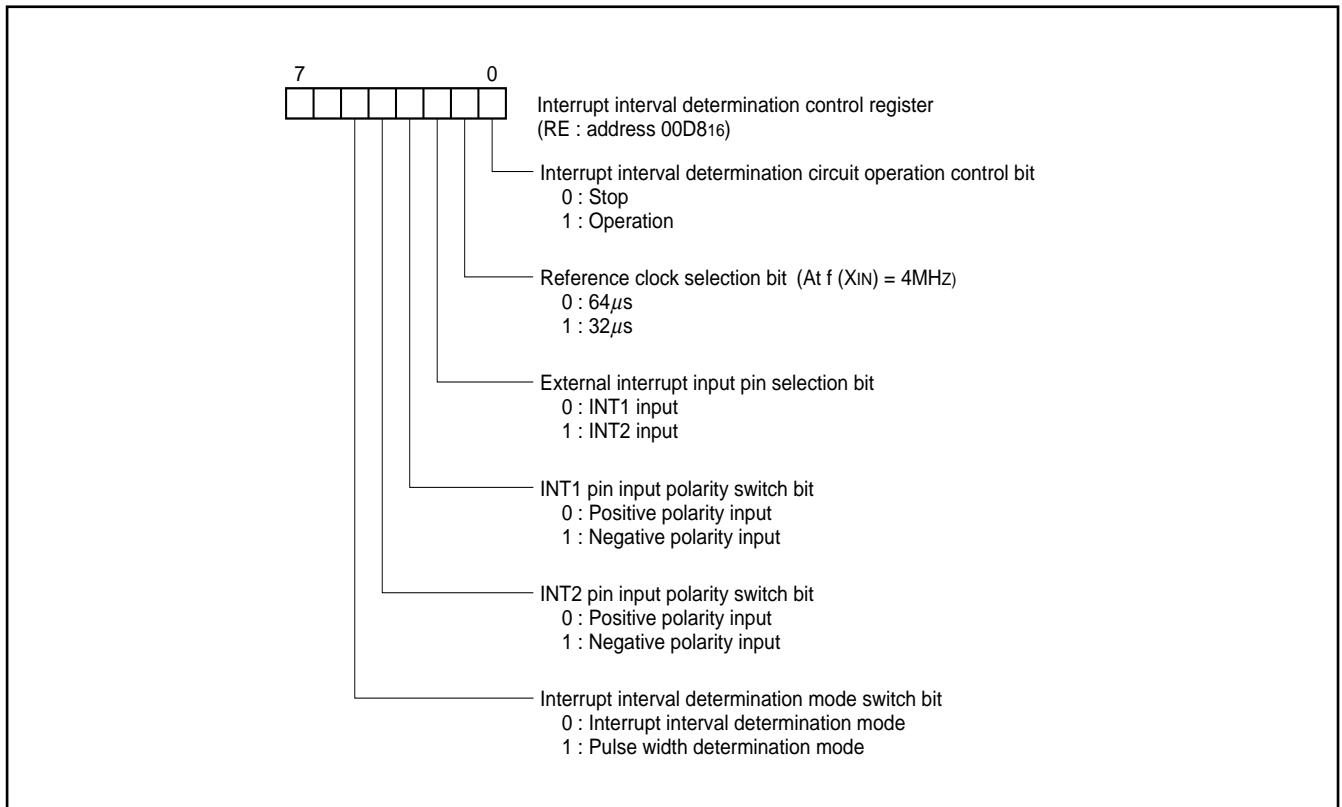 7 0
Interrupt interval determination control register
(RE : address 00D816)
Interrupt interval determination circuit operation control bit
0 : Stop
1 : Operation
Reference clock selection bit (At f (XIN) = 4MHZ)
0 : 64μs
1 : 32μs
External interrupt input pin selection bit
0 : INT1 input
1 : INT2 input
INT1 pin input polarity switch bit
0 : Positive polarity input
1 : Negative polarity input
INT2 pin input polarity switch bit
0 : Positive polarity input
1 : Negative polarity input
Interrupt interval determination mode switch bit
0 : Interrupt interval determination mode
1 : Pulse width determination mode